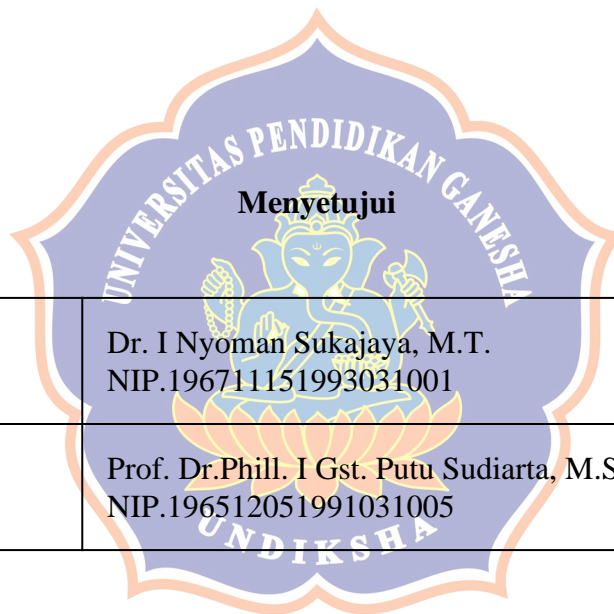 UNIVERSITAS PENDIDIKAN GANESHA
Menyetujui
Dr. I Nyoman Sukajaya, M.T.
NIP.196711151993031001
Prof. Dr.Phill. I Gst. Putu Sudiarta, M.S
NIP.196512051991031005
UNDIKSHA